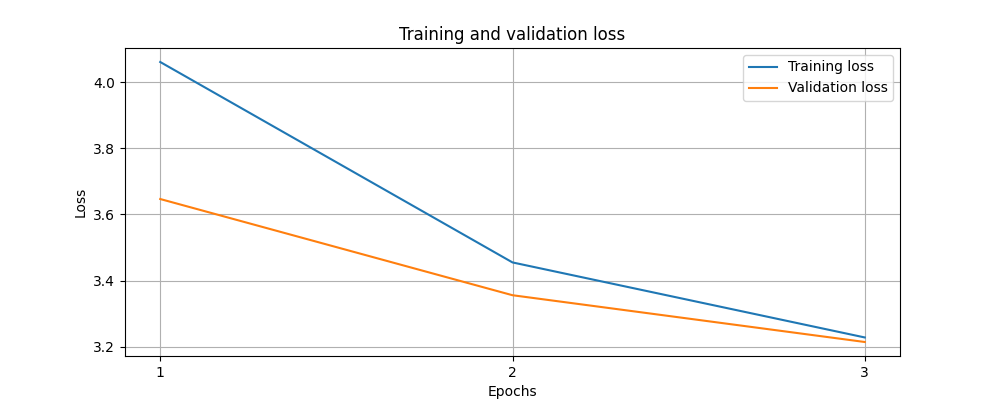 Training and validation loss
Training loss
Validation loss
4.0
3.8
3.6
3.4
3.2
Loss
1
2
3
Epochs